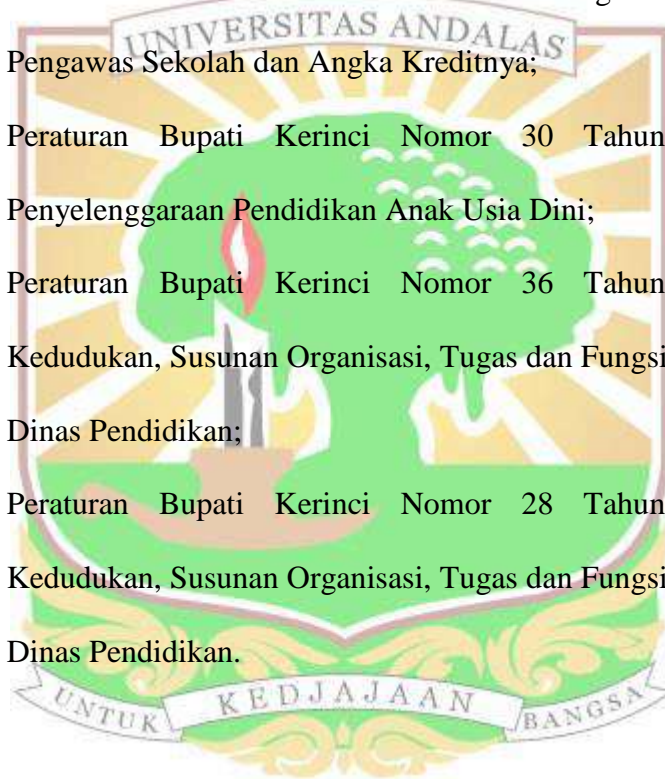 UNIVERSITAS ANDALAS
Pengawas Sekolah dan Angka Kreditnya;
Peraturan Bupati Kerinci Nomor 30 Tahun
Penyelenggaraan Pendidikan Anak Usia Dini;
Peraturan Bupati Kerinci Nomor 36 Tahun
Kedudukan, Susunan Organisasi, Tugas dan Fungsi
Dinas Pendidikan;
Peraturan Bupati Kerinci Nomor 28 Tahun
Kedudukan, Susunan Organisasi, Tugas dan Fungsi
Dinas Pendidikan.
UNTUK KEDJAJAAN BANGSA